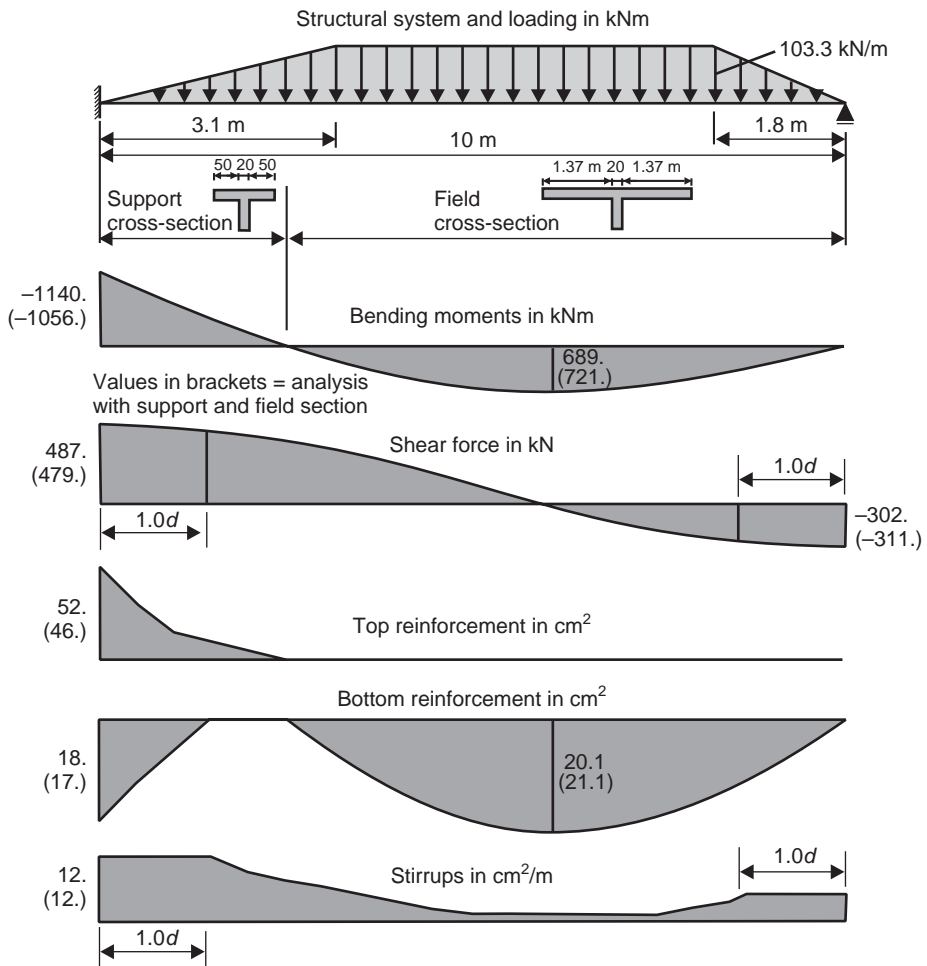 Structural system and loading in kNm
103.3 kN/m
3.1 m
1.8 m
10 m
50 20 50
1.37 m 20 1.37 m
Support
cross-section
Field
cross-section
–1140.
(–1056.)
Bending moments in kNm
689.
(721.)
Values in brackets = analysis
with support and field section
487.
(479.)
Shear force in kN
1.0d
1.0d
–302.
(–311.)
52.
(46.)
Top reinforcement in cm²
Bottom reinforcement in cm²
18.
(17.)
20.1
(21.1)
12.
(12.)
Stirrups in cm²/m
1.0d
1.0d